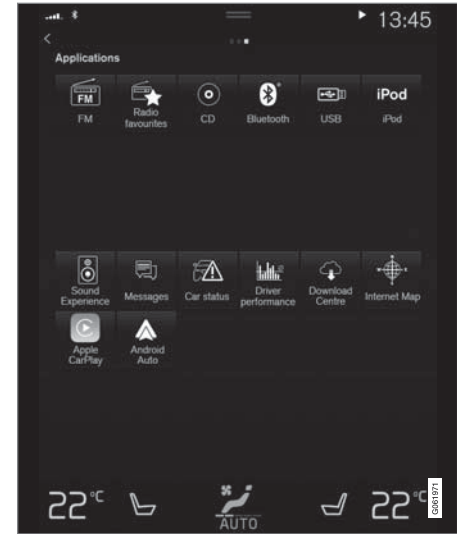 13:45
Applications
FM
FM
Radio favourites
CD
Bluetooth
USB
iPod
iPod
Sound Experience
Messages
Car status
Driver performance
Download Centre
Internet Map
Apple CarPlay
Android Auto
22°C
AUTO
22°C
G061971